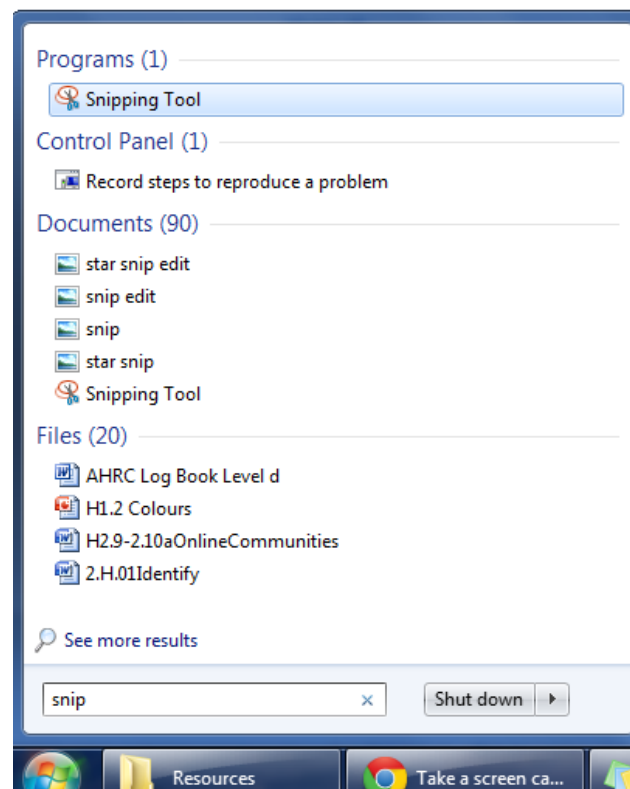 Programs (1)
Snipping Tool
Control Panel (1)
Record steps to reproduce a problem
Documents (90)
star snip edit
snip edit
snip
star snip
Snipping Tool
Files (20)
AHRC Log Book Level d
H1.2 Colours
H2.9-2.10aOnlineCommunities
2.H.01Identify
See more results
snip Shut down
Resources Take a screen ca...